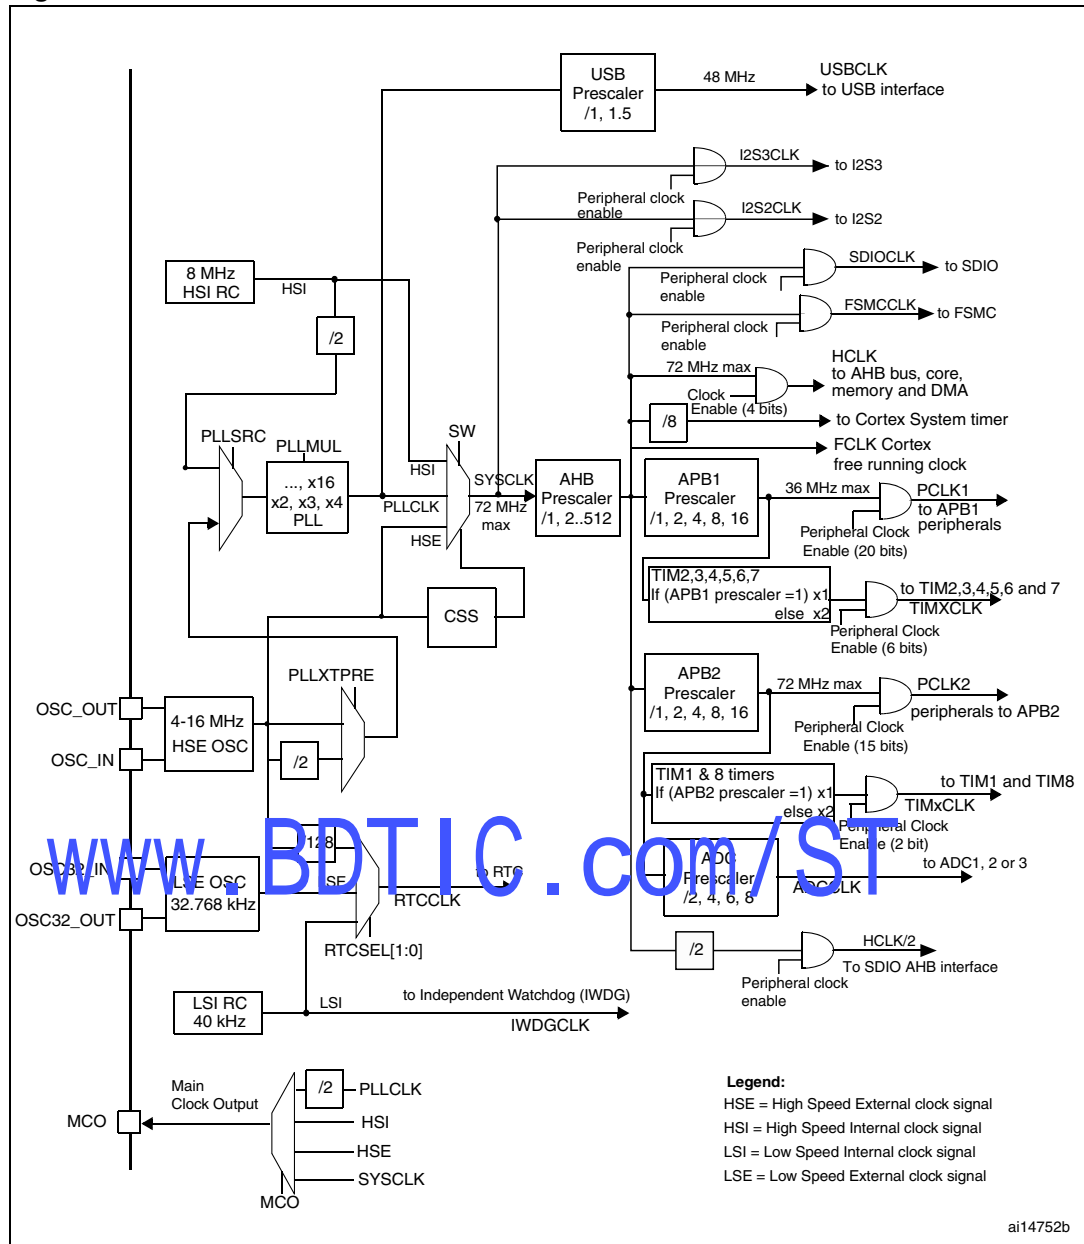 USB
Prescaler
/1, 1.5
48 MHz
USBCLK
to USB interface
I2S3CLK
to I2S3
Peripheral clock
enable
I2S2CLK
to I2S2
Peripheral clock
enable
8 MHz
HSI RC
HSI
/2
SDIOCLK
to SDIO
Peripheral clock
enable
FSMCCLK
to FSMC
Peripheral clock
enable
72 MHz max
HCLK
to AHB bus, core,
memory and DMA
Clock
Enable (4 bits)
/8
to Cortex System timer
FCLK Cortex
free running clock
PLLSRC
PLLMUL
..., x16
x2, x3, x4
PLL
SW
HSI
PLLCLK
HSE
SYSCLK
72 MHz
max
AHB
Prescaler
/1, 2..512
APB1
Prescaler
/1, 2, 4, 8, 16
36 MHz max
PCLK1
to APB1
peripherals
Peripheral Clock
Enable (20 bits)
TIM2,3,4,5,6,7
If (APB1 prescaler =1) x1
else x2
to TIM2,3,4,5,6 and 7
TIMXCLK
Peripheral Clock
Enable (6 bits)
CSS
PLLXTPRE
OSC_OUT
OSC_IN
4-16 MHz
HSE OSC
/2
APB2
Prescaler
/1, 2, 4, 8, 16
72 MHz max
PCLK2
peripherals to APB2
Peripheral Clock
Enable (15 bits)
TIM1 & 8 timers
If (APB2 prescaler =1) x1
else x2
to TIM1 and TIM8
TIMxCLK
Peripheral Clock
Enable (2 bit)
www.BDTIC.com/ST
/128
OSC32_IN
OSC32_OUT
LSE OSC
32.768 kHz
LSE
to RTC
RTCCLK
RTCSEL[1:0]
ADC
Prescaler
/2, 4, 6, 8
to ADC1, 2 or 3
ADCCLK
/2
HCLK/2
To SDIO AHB interface
Peripheral clock
enable
LSI RC
40 kHz
LSI
to Independent Watchdog (IWDG)
IWDGCLK
MCO
Main
Clock Output
/2
PLLCLK
HSI
HSE
SYSCLK
MCO
Legend:
HSE = High Speed External clock signal
HSI = High Speed Internal clock signal
LSI = Low Speed Internal clock signal
LSE = Low Speed External clock signal
ai14752b